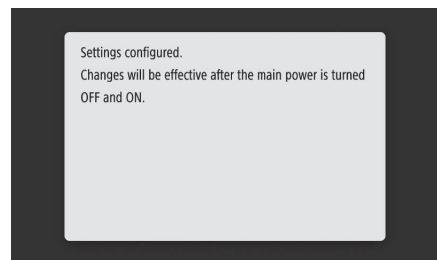 Settings configured.
Changes will be effective after the main power is turned
OFF and ON.